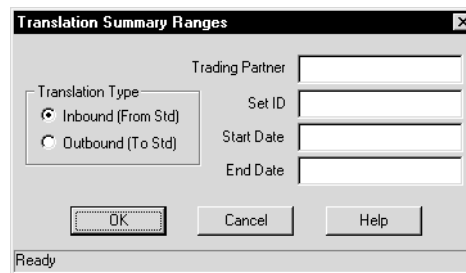 Translation Summary Ranges
Trading Partner
Translation Type
Inbound (From Std)
Set ID
Outbound (To Std)
Start Date
End Date
OK Cancel Help
Ready